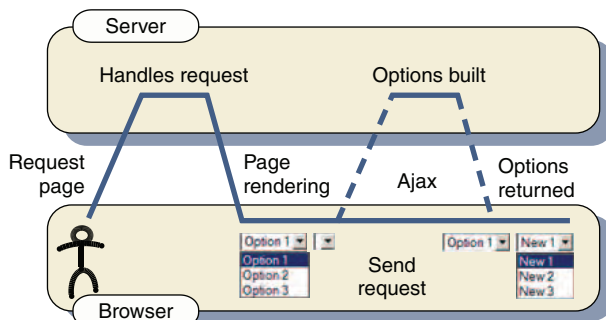 Server
Handles request
Options built
Request
page
Page
rendering
Ajax
Options
returned
Option 1
Option 1
Option 2
Option 3
Send
request
Option 1
New 1
New 1
New 2
New 3
Browser